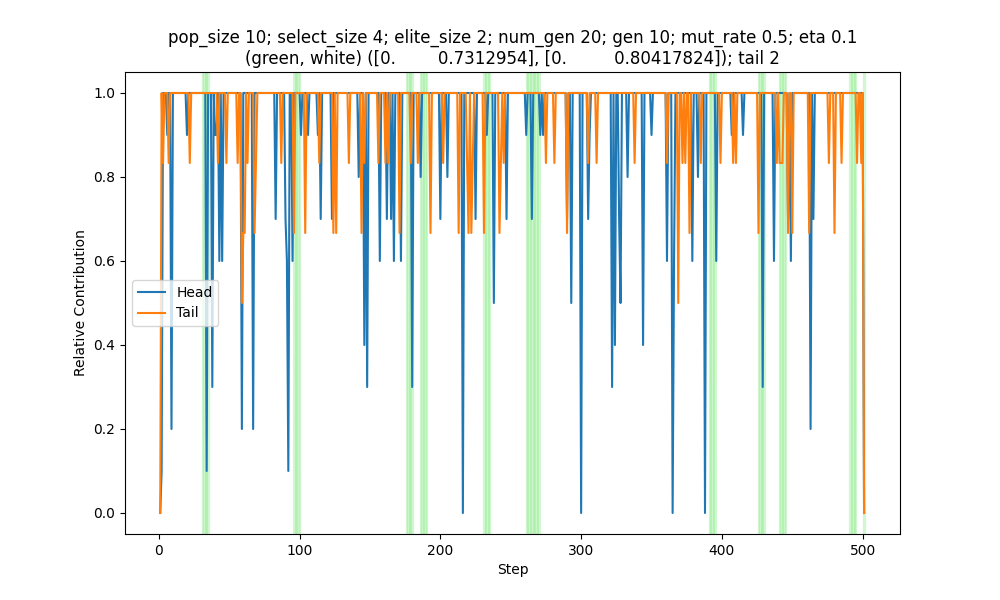 pop_size 10; select_size 4; elite_size 2; num_gen 20; gen 10; mut_rate 0.5; eta 0.1
(green, white) ([0. 0.7312954], [0. 0.80417824]); tail 2
Relative Contribution
1.0
0.8
0.6
0.4
0.2
0.0
Head
Tail
0 100 200 300 400 500
Step